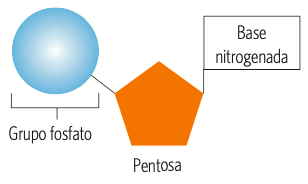 Base
nitrogenada
Grupo fosfato
Pentosa